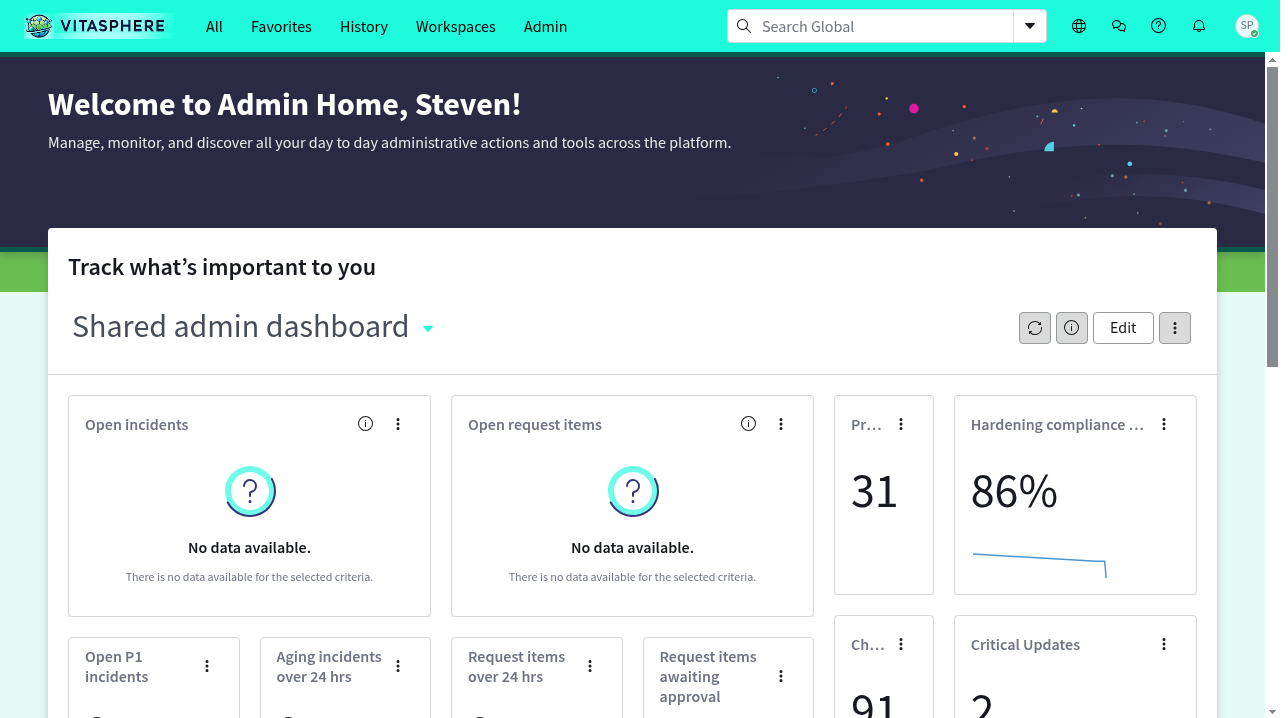 VITASPHERE
All
Favorites
History
Workspaces
Admin
Search Global
SP
Welcome to Admin Home, Steven!
Manage, monitor, and discover all your day to day administrative actions and tools across the platform.
Track what's important to you
Shared admin dashboard
Edit
Open incidents
No data available.
There is no data available for the selected criteria.
Open request items
No data available.
There is no data available for the selected criteria.
Pr...
31
Hardening compliance ...
86%
Open P1
incidents
Aging incidents
over 24 hrs
Request items
over 24 hrs
Request items
awaiting
approval
Ch...
91
Critical Updates
2